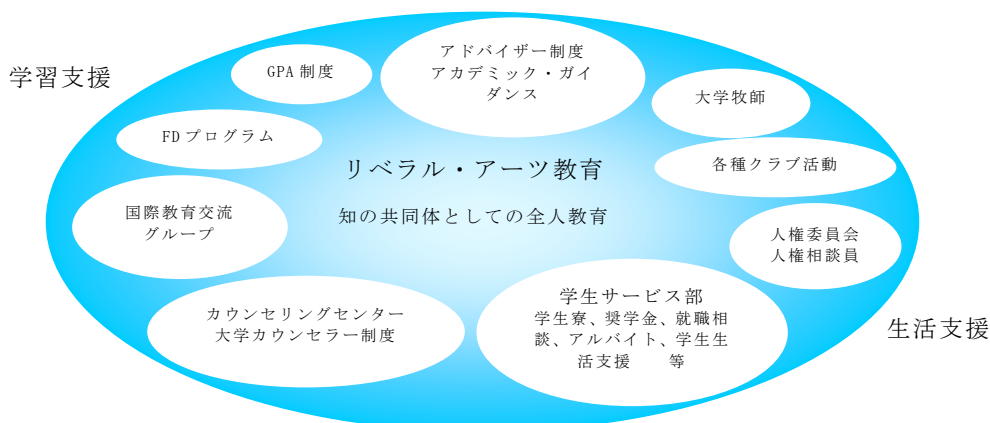 学習支援
GPA 制度
アドバイザー制度
アカデミック・ガイ
ダンス
大学牧師
FD プログラム
各種クラブ活動
リベラル・アーツ教育
知の共同体としての全人教育
国際教育交流
グループ
人権委員会
人権相談員
カウンセリングセンター
大学カウンセラー制度
学生サービス部
学生寮、奨学金、就職相
談、アルバイト、学生生
活支援　　等
生活支援